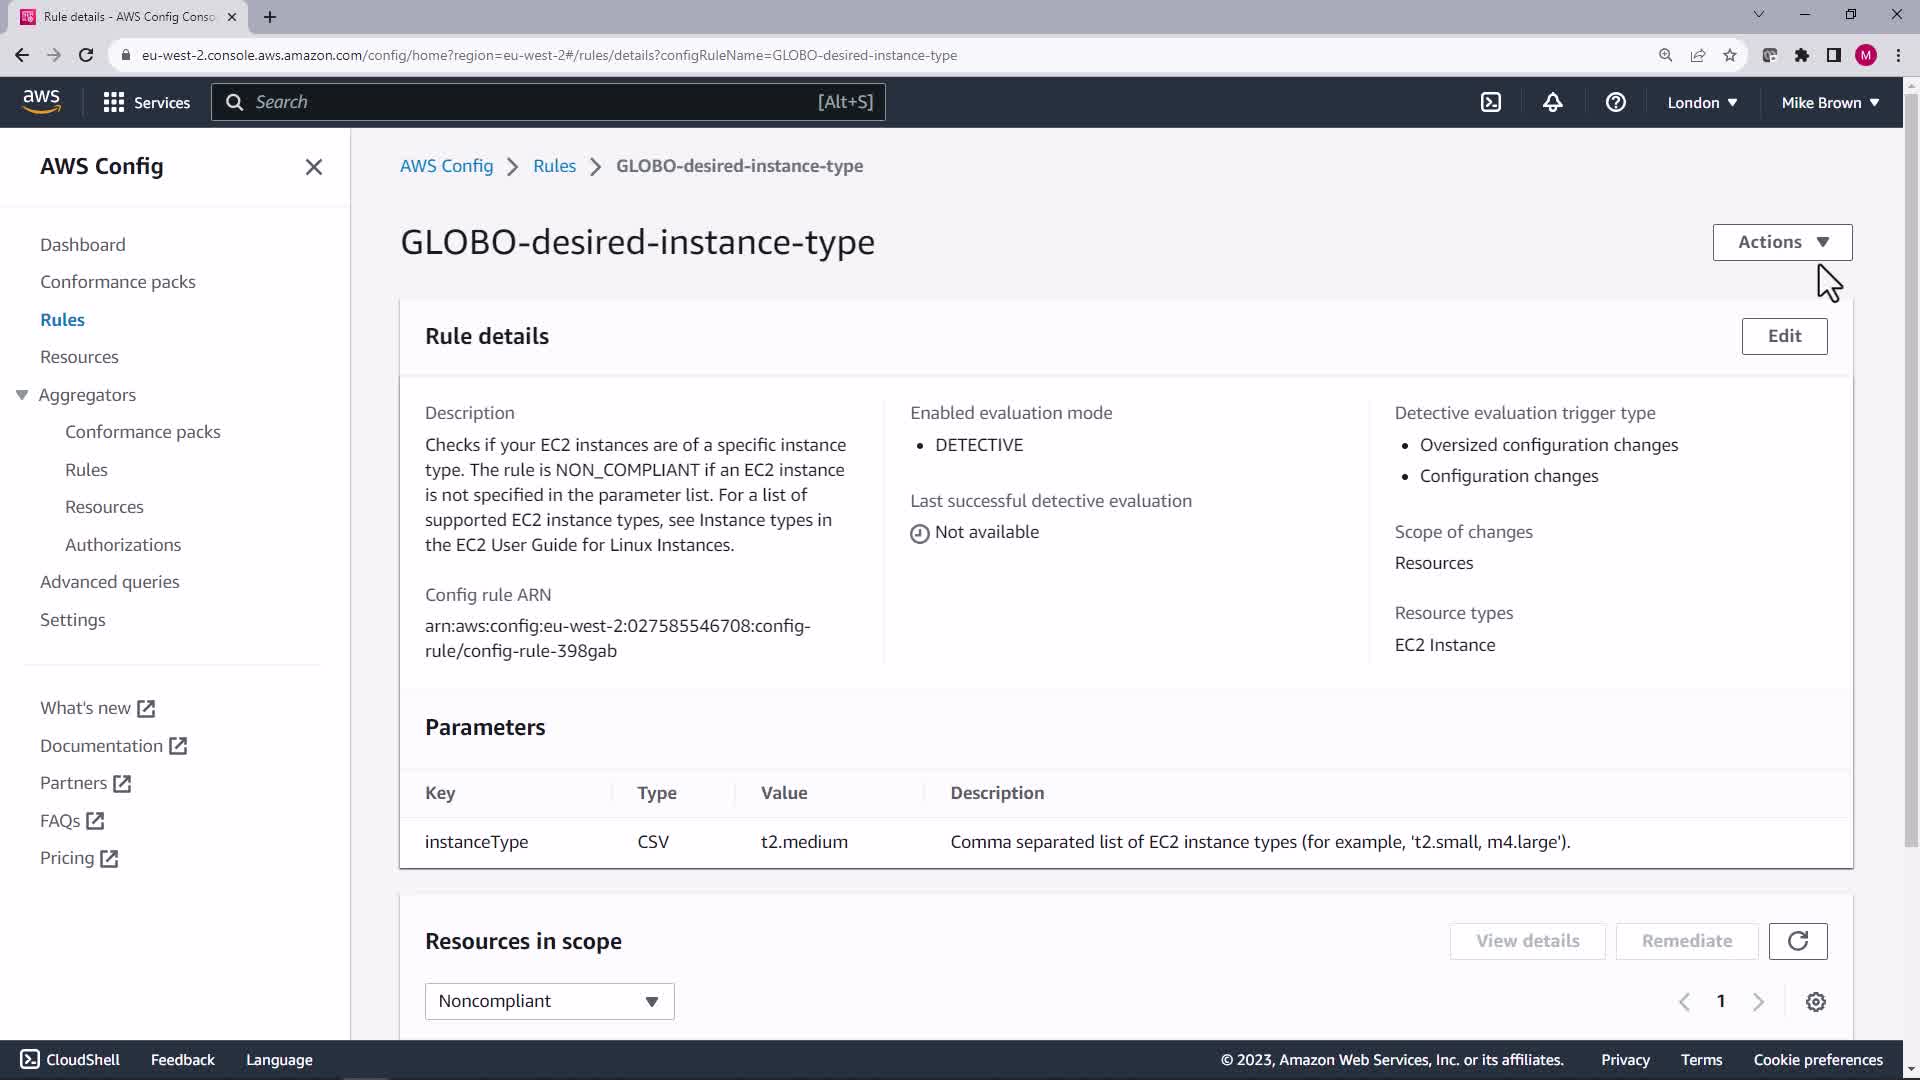 Rule details - AWS Config Conso
eu-west-2.console.aws.amazon.com/config/home?region=eu-west-2#/rules/details?configRuleName=GLOBO-desired-instance-type
M
aws
Services
Search
[Alt+S]
London
Mike Brown
AWS Config
Dashboard
Conformance packs
Rules
Resources
Aggregators
Conformance packs
Rules
Resources
Authorizations
Advanced queries
Settings
What's new
Documentation
Partners
FAQs
Pricing
AWS Config
Rules
GLOBO-desired-instance-type
GLOBO-desired-instance-type
Actions
Rule details
Edit
Description
Checks if your EC2 instances are of a specific instance
type. The rule is NON_COMPLIANT if an EC2 instance
is not specified in the parameter list. For a list of
supported EC2 instance types, see Instance types in
the EC2 User Guide for Linux Instances.
Config rule ARN
arn:aws:config:eu-west-2:027585546708:config-
rule/config-rule-398gab
Enabled evaluation mode
DETECTIVE
Last successful detective evaluation
Not available
Detective evaluation trigger type
Oversized configuration changes
Configuration changes
Scope of changes
Resources
Resource types
EC2 Instance
Parameters
Key Type Value Description
instanceType CSV t2.medium Comma separated list of EC2 instance types (for example, 't2.small, m4.large').
Resources in scope
View details
Remediate
Noncompliant
1
CloudShell
Feedback
Language
© 2023, Amazon Web Services, Inc. or its affiliates.
Privacy
Terms
Cookie preferences